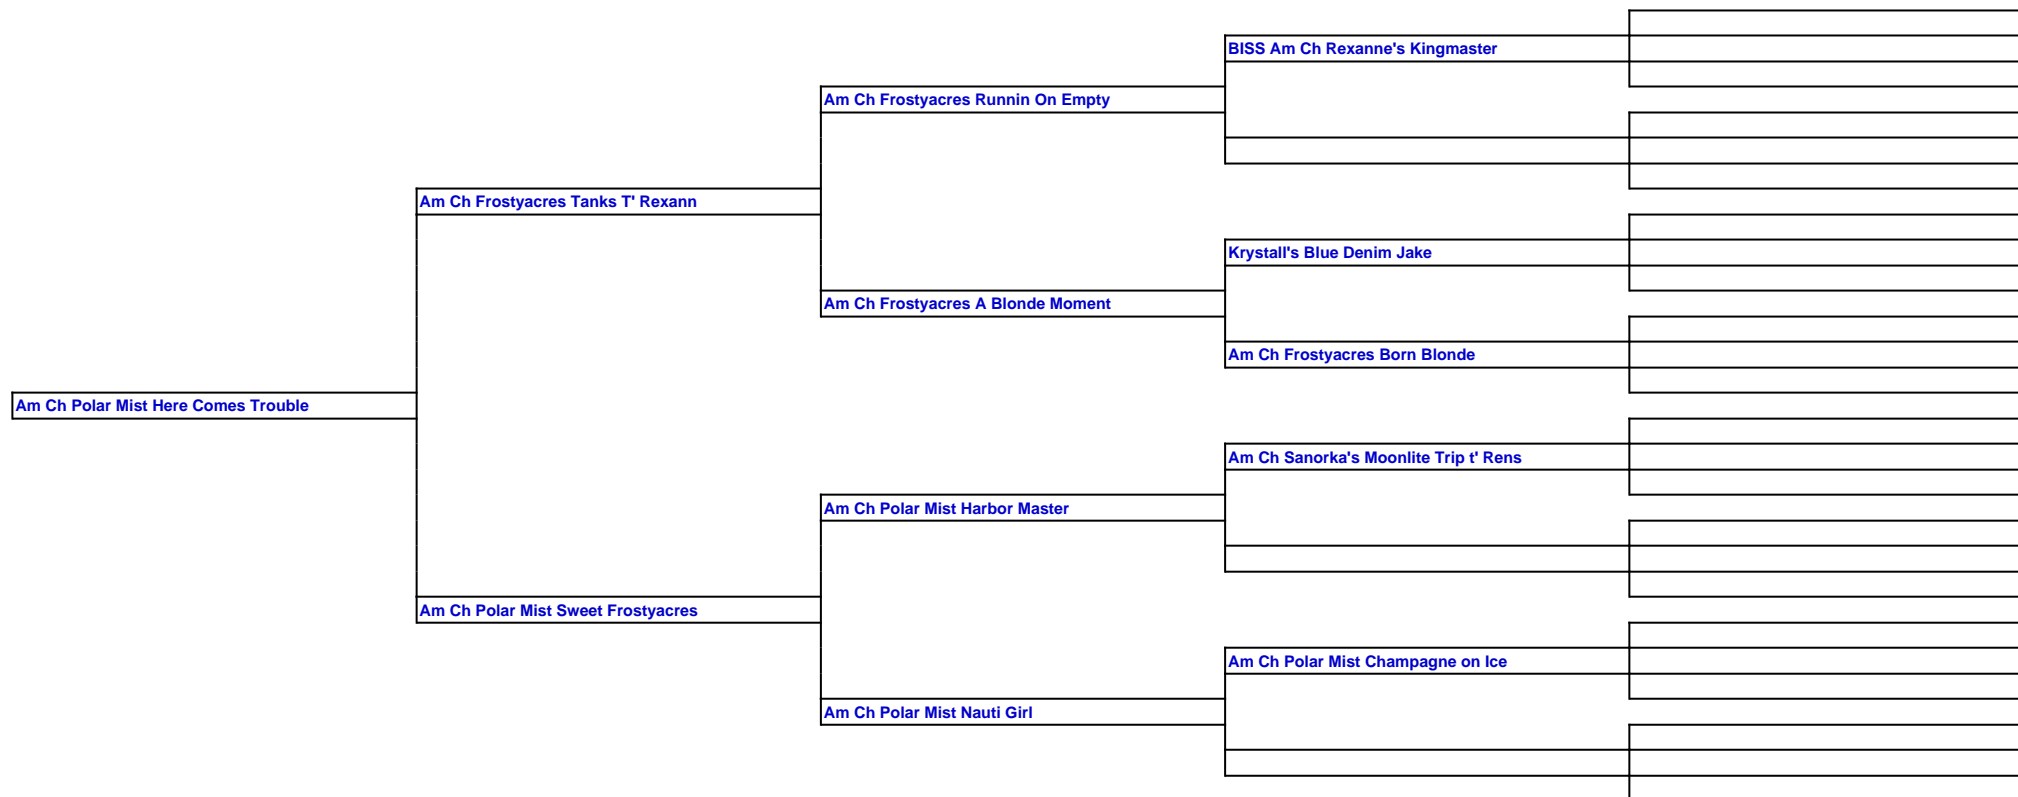 BISS Am Ch Rexanne's Kingmaster
Am Ch Frostyacres Runnin On Empty
Am Ch Frostyacres Tanks T' Rexann
Krystall's Blue Denim Jake
Am Ch Frostyacres A Blonde Moment
Am Ch Frostyacres Born Blonde
Am Ch Polar Mist Here Comes Trouble
Am Ch Sanorka's Moonlite Trip t' Rens
Am Ch Polar Mist Harbor Master
Am Ch Polar Mist Sweet Frostyacres
Am Ch Polar Mist Champagne on Ice
Am Ch Polar Mist Nauti Girl